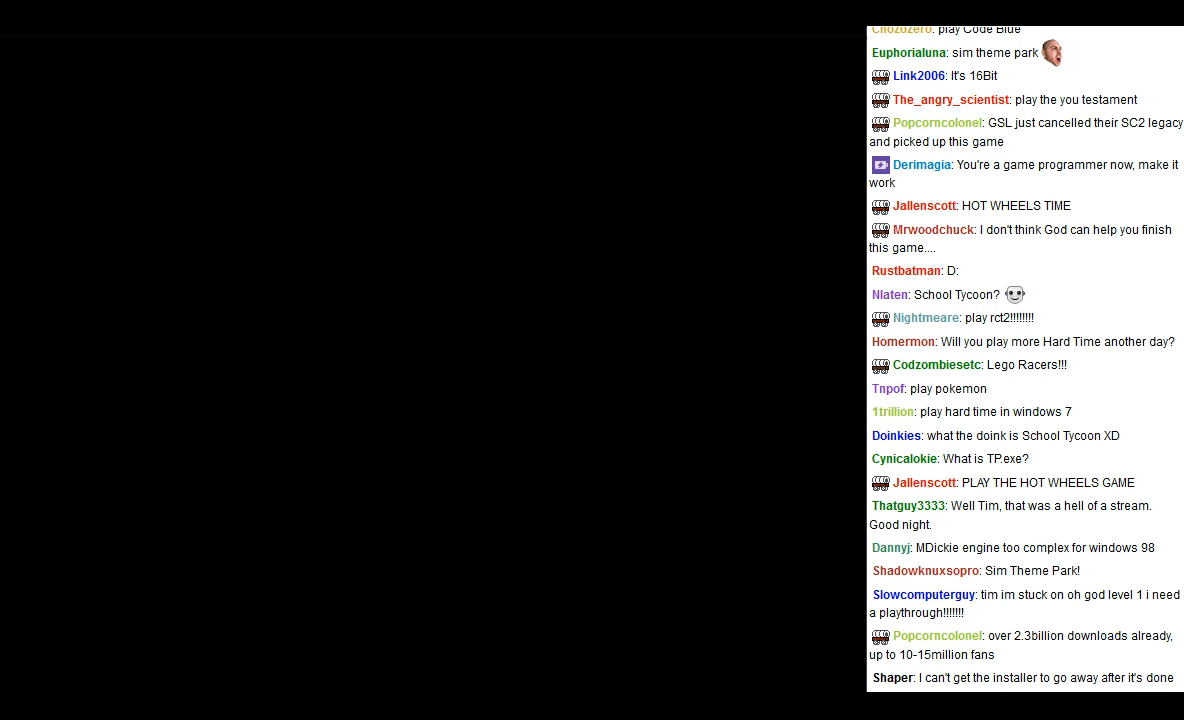 Chozozero: play Code Blue
Euphorialuna: sim theme park
Link2006: It's 16Bit
The_angry_scientist: play the you testament
Popcorncolonel: GSL just cancelled their SC2 legacy
and picked up this game
Derimagia: You're a game programmer now, make it
work
Jallenscott: HOT WHEELS TIME
Mrwoodchuck: I don't think God can help you finish
this game....
Rustbatman: D:
Nlaten: School Tycoon?
Nightmeare: play rct2!!!!!!!!
Homermon: Will you play more Hard Time another day?
Codzombiesetc: Lego Racers!!!
Tnpof: play pokemon
1trillion: play hard time in windows 7
Doinkies: what the doink is School Tycoon XD
Cynicalokie: What is TP.exe?
Jallenscott: PLAY THE HOT WHEELS GAME
Thatguy3333: Well Tim, that was a hell of a stream.
Good night.
Dannyj: MDickie engine too complex for windows 98
Shadowknuxsopro: Sim Theme Park!
Slowcomputerguy: tim im stuck on oh god level 1 i need
a playthrough!!!!!!!
Popcorncolonel: over 2.3billion downloads already,
up to 10-15million fans
Shaper: I can't get the installer to go away after it's done